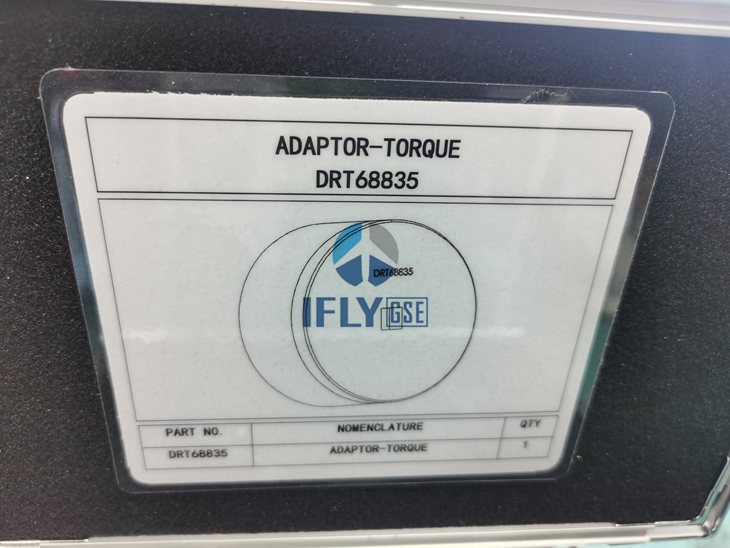 ADAPTOR-TORQUE
DRT68835
DRT68835
IFLY GSE
PART NO. NOMENCLATURE QTY
DRT68835 ADAPTOR-TORQUE 1